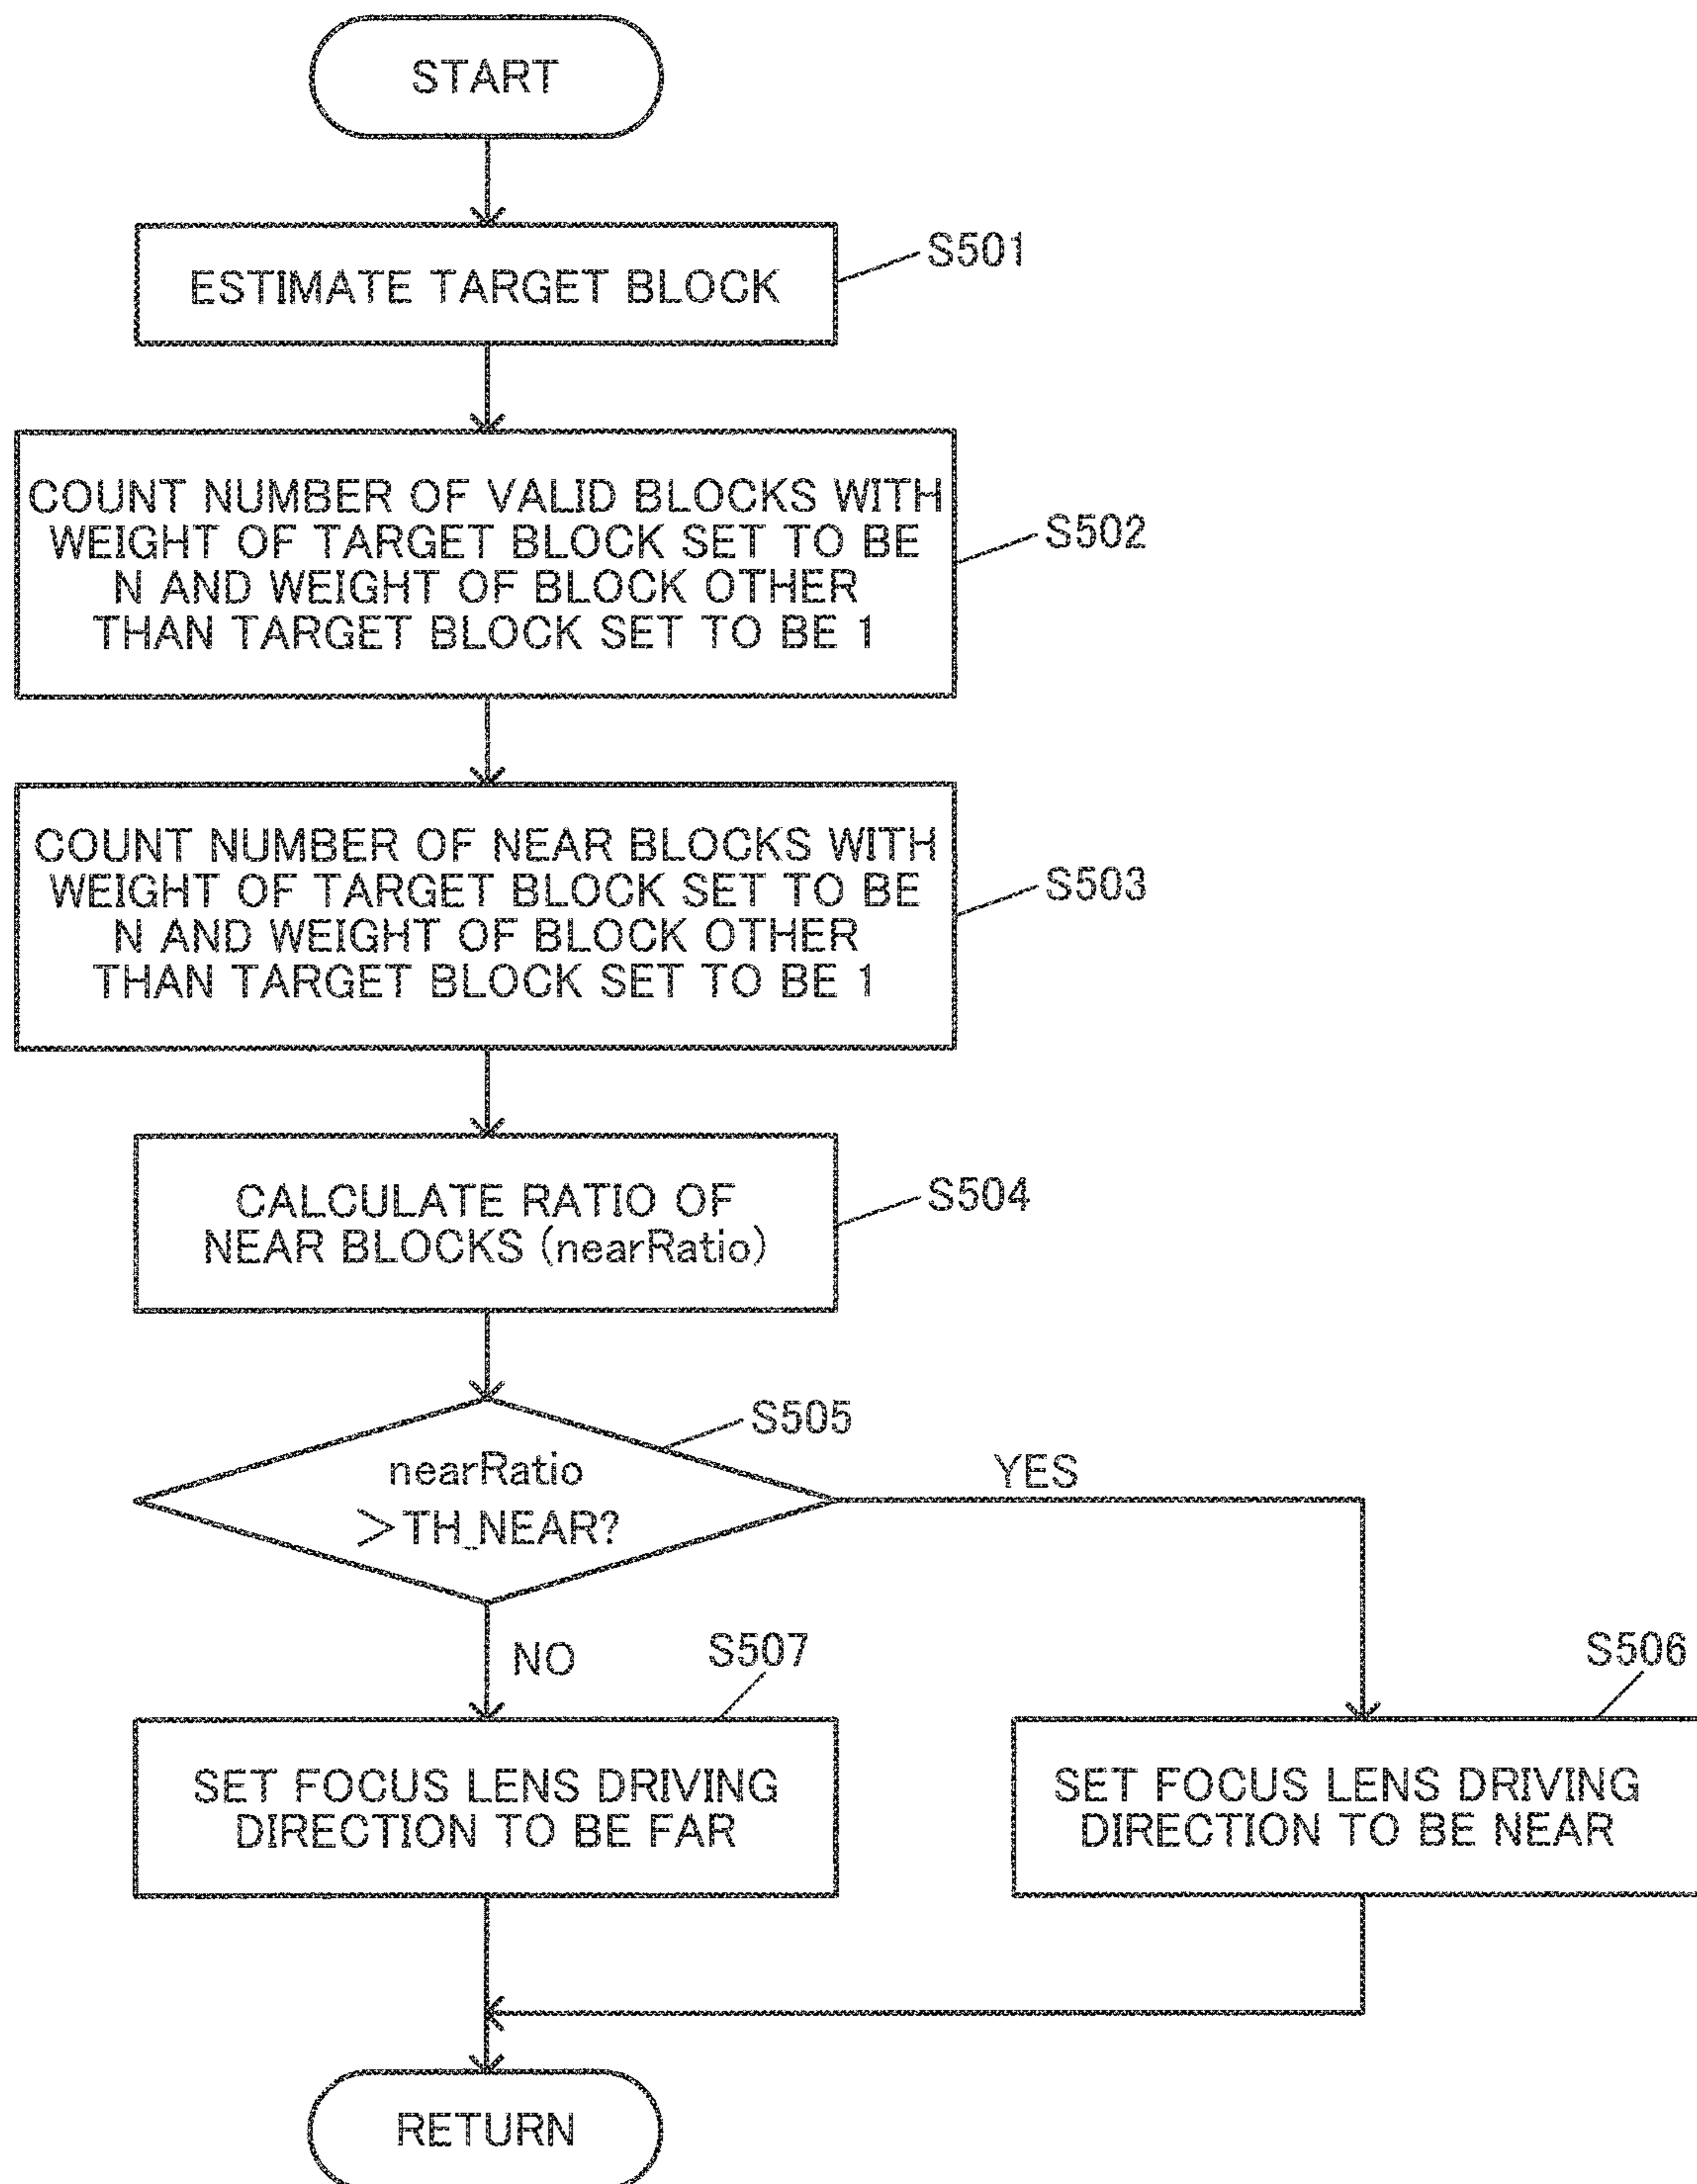 START
ESTIMATE TARGET BLOCK
S501
COUNT NUMBER OF VALID BLOCKS WITH
WEIGHT OF TARGET BLOCK SET TO BE
N AND WEIGHT OF BLOCK OTHER
THAN TARGET BLOCK SET TO BE 1
S502
COUNT NUMBER OF NEAR BLOCKS WITH
WEIGHT OF TARGET BLOCK SET TO BE
N AND WEIGHT OF BLOCK OTHER
THAN TARGET BLOCK SET TO BE 1
S503
CALCULATE RATIO OF
NEAR BLOCKS (nearRatio)
S504
S505
nearRatio
>TH_NEAR?
YES
NO
S507
S506
SET FOCUS LENS DRIVING
DIRECTION TO BE FAR
SET FOCUS LENS DRIVING
DIRECTION TO BE NEAR
RETURN